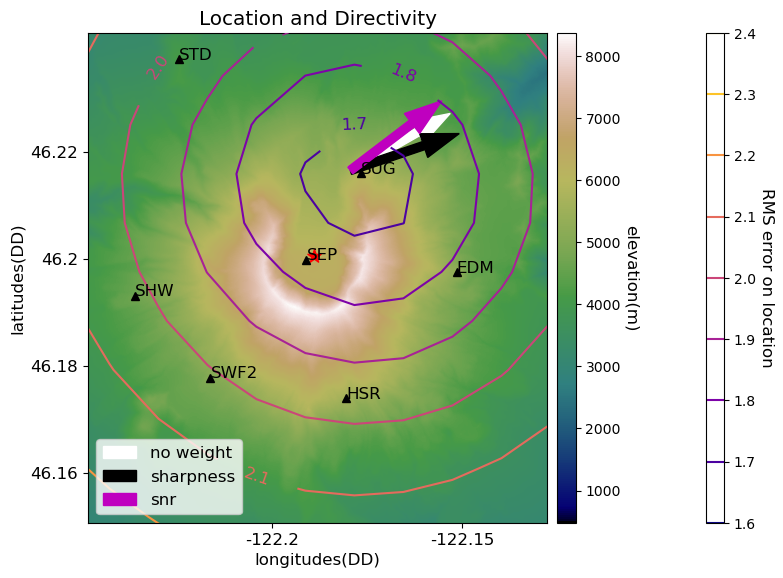 Location and Directivity
STD
2.0
1.8
1.7
SUG
SEP
EDM
SHW
SWF2
HSR
2.1
no weight
sharpness
snr
46.22
46.2
46.18
46.16
latitudes(DD)
-122.2
-122.15
longitudes(DD)
8000
7000
6000
5000
4000
3000
2000
1000
elevation(m)
2.4
2.3
2.2
2.1
2.0
1.9
1.8
1.7
1.6
RMS error on location